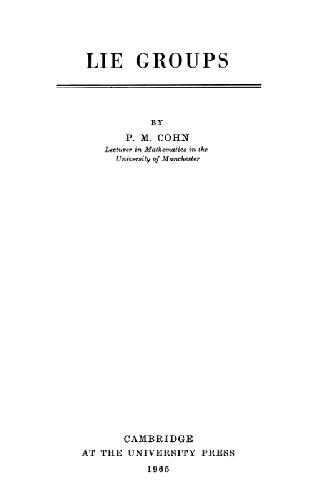 LIE GROUPS
BY
P. M. COHN
Lecturer in Mathematics in the
University of Manchester
CAMBRIDGE
AT THE UNIVERSITY PRESS
1965